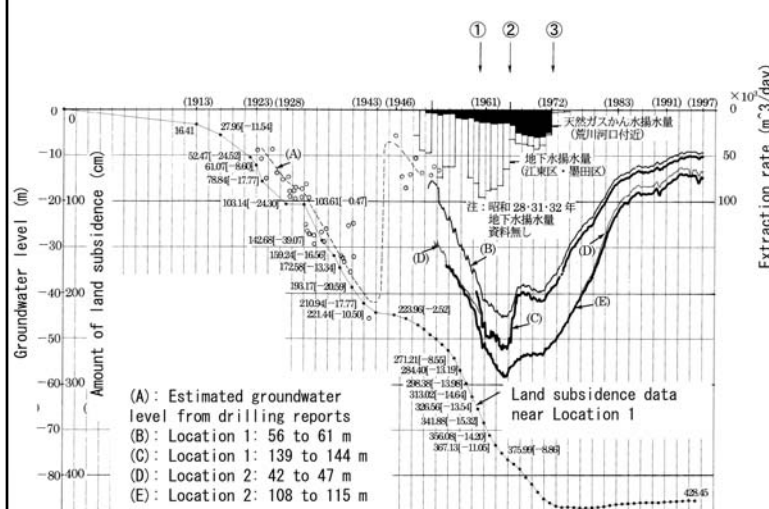 ① ② ③
(1913) (1923) (1928) (1943) (1946) (1961) (1972) (1983) (1991) (1997)
×10³
0
0
0
16.41
27.95[-11.54]
52.47[-24.52]
61.07[-8.60]
78.84[-17.77]
103.14[-24.30]
103.61[-0.47]
142.68[-39.07]
159.24[-16.56]
172.58[-13.34]
193.17[-20.59]
210.94[-17.77]
221.44[-10.50]
223.96[-2.52]
271.21[-8.55]
284.40[-13.19]
298.38[-13.98]
313.02[-14.64]
326.56[-13.54]
341.88[-15.32]
356.08[-14.20]
367.13[-11.05]
375.99[-8.86]
428.45
(A)
(B)
(C)
(D)
(D)
(E)
天然ガスかん水揚水量
(荒川河口付近)
地下水揚水量
(江東区・墨田区)
注：昭和 28・31・32 年
地下水揚水量
資料無し
50
100
-10
-20 100
-30
-40 200
-50
-60 300
-70
-80 400
Groundwater level (m)
Amount of land subsidence (cm)
Extraction rate (m^3/day)
Land subsidence data
near Location 1
(A): Estimated groundwater
level from drilling reports
(B): Location 1: 56 to 61 m
(C): Location 1: 139 to 144 m
(D): Location 2: 42 to 47 m
(E): Location 2: 108 to 115 m